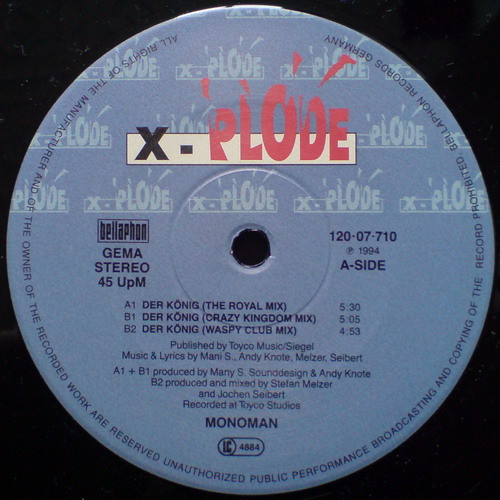 X-PLODE
bellaphon
GEMA
STEREO
45 UpM
120·07·710
℗ 1994
A-SIDE
A1 DER KÖNIG (THE ROYAL MIX) 5:30
B1 DER KÖNIG (CRAZY KINGDOM MIX) 5:05
B2 DER KÖNIG (WASPY CLUB MIX) 4:53
Published by Toyco Music/Siegel
Music & Lyrics by Mani S., Andy Knote, Melzer, Seibert
A1 + B1 produced by Many S. Sounddesign & Andy Knote
B2 produced and mixed by Stefan Melzer
and Jochen Seibert
Recorded at Toyco Studios
MONOMAN
LC 4884
ALL RIGHTS OF THE MANUFACTURER AND OF THE OWNER OF THE RECORDED WORK ARE RESERVED UNAUTHORIZED PUBLIC PERFORMANCE BROADCASTING AND COPYING OF THE RECORD PROHIBITED. BELLAPHON RECORDS GERMANY